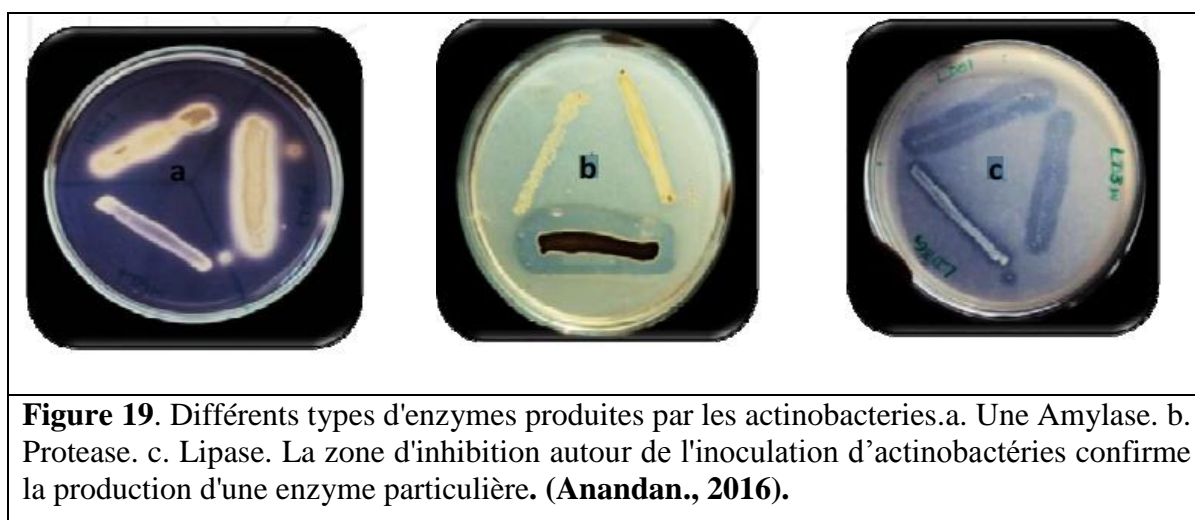 a
b
c
LD01
Figure 19. Différents types d'enzymes produites par les actinobacteries.a. Une Amylase. b.
Protease. c. Lipase. La zone d'inhibition autour de l'inoculation d’actinobactéries confirme
la production d'une enzyme particulière. (Anandan., 2016).